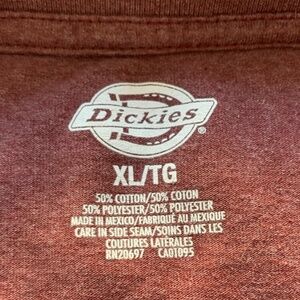 Dickies®
XL/TG
50% COTTON/50% COTON
50% POLYESTER/50% POLYESTER
MADE IN MEXICO/FABRIQUÉ AU MEXIQUE
CARE IN SIDE SEAM/SOINS DANS LES
COUTURES LATÉRALES
RN20697 CA01095